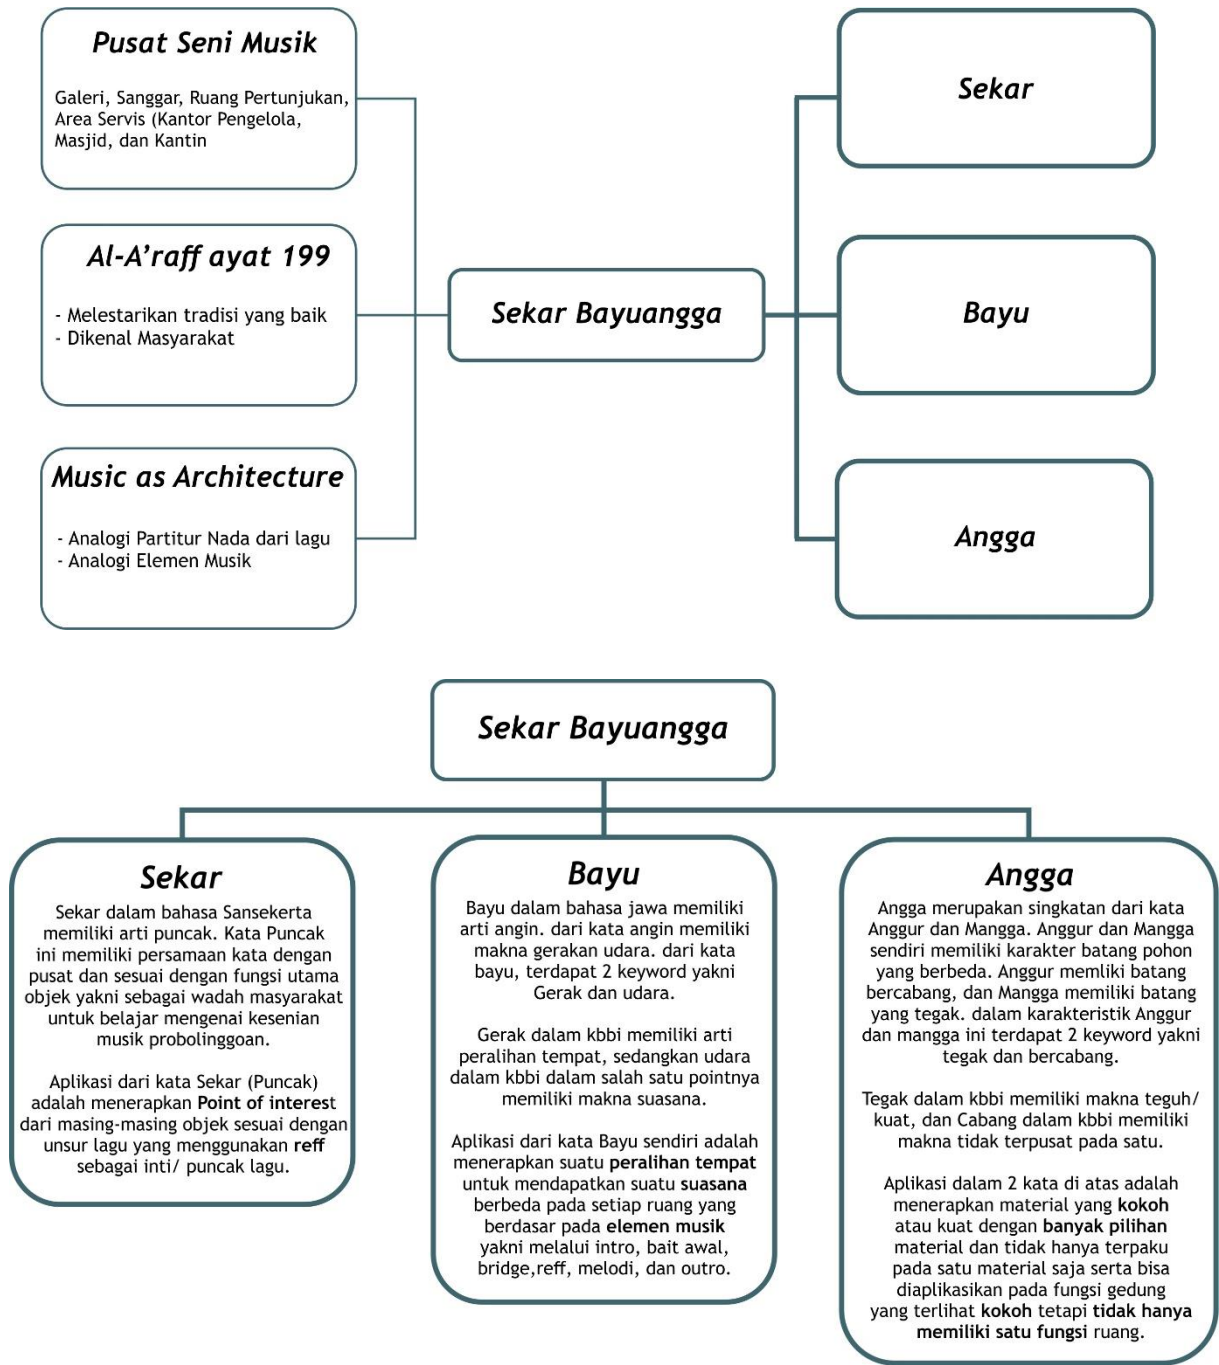 Pusat Seni Musik
Galeri, Sanggar, Ruang Pertunjukan,
Area Servis (Kantor Pengelola,
Masjid, dan Kantin
Al-A'raff ayat 199
- Melestarikan tradisi yang baik
- Dikenal Masyarakat
Music as Architecture
- Analogi Partitur Nada dari lagu
- Analogi Elemen Musik
Sekar Bayuangga
Sekar
Bayu
Angga
Sekar Bayuangga
Sekar
Sekar dalam bahasa Sansekerta
memiliki arti puncak. Kata Puncak
ini memiliki persamaan kata dengan
pusat dan sesuai dengan fungsi utama
objek yakni sebagai wadah masyarakat
untuk belajar mengenai kesenian
musik probolinggoan.
Aplikasi dari kata Sekar (Puncak)
adalah menerapkan Point of interest
dari masing-masing objek sesuai dengan
unsur lagu yang menggunakan reff
sebagai inti/ puncak lagu.
Bayu
Bayu dalam bahasa jawa memiliki
arti angin. dari kata angin memiliki
makna gerakan udara. dari kata
bayu, terdapat 2 keyword yakni
Gerak dan udara.
Gerak dalam kbbi memiliki arti
peralihan tempat, sedangkan udara
dalam kbbi dalam salah satu pointnya
memiliki makna suasana.
Aplikasi dari kata Bayu sendiri adalah
menerapkan suatu peralihan tempat
untuk mendapatkan suatu suasana
berbeda pada setiap ruang yang
berdasar pada elemen musik
yakni melalui intro, bait awal,
bridge,reff, melodi, dan outro.
Angga
Angga merupakan singkatan dari kata
Anggur dan Mangga. Anggur dan Mangga
sendiri memiliki karakter batang pohon
yang berbeda. Anggur memliki batang
bercabang, dan Mangga memiliki batang
yang tegak. dalam karakteristik Anggur
dan mangga ini terdapat 2 keyword yakni
tegak dan bercabang.
Tegak dalam kbbi memiliki makna teguh/
kuat, dan Cabang dalam kbbi memiliki
makna tidak terpusat pada satu.
Aplikasi dalam 2 kata di atas adalah
menerapkan material yang kokoh
atau kuat dengan banyak pilihan
material dan tidak hanya terpaku
pada satu material saja serta bisa
diaplikasikan pada fungsi gedung
yang terlihat kokoh tetapi tidak hanya
memiliki satu fungsi ruang.